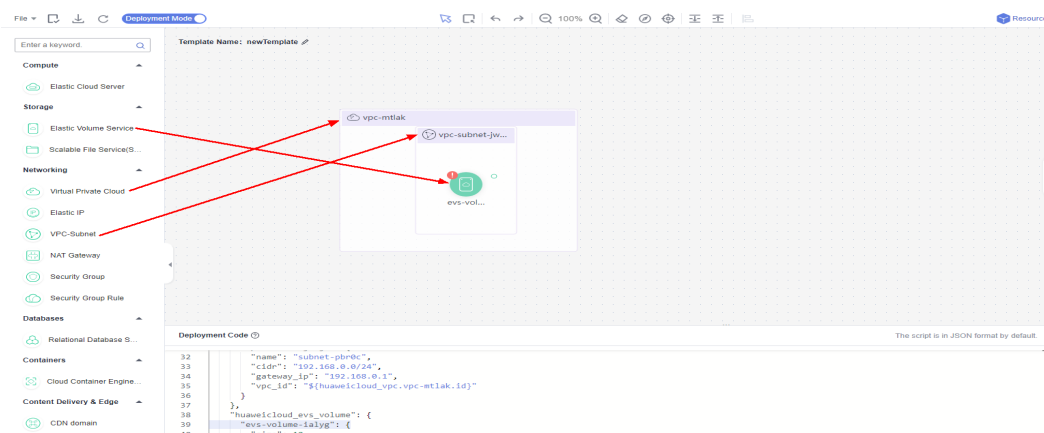 File
Deployment Mode
100%
Resource
Enter a keyword.
Template Name: newTemplate
Compute
Elastic Cloud Server
Storage
Elastic Volume Service
Scalable File Service(S...
Networking
Virtual Private Cloud
Elastic IP
VPC-Subnet
NAT Gateway
Security Group
Security Group Rule
Databases
Relational Database S...
Containers
Cloud Container Engine...
Content Delivery & Edge
CDN domain
vpc-mtlak
vpc-subnet-jw...
evs-vol...
Deployment Code
The script is in JSON format by default.
32 "name": "subnet-pbr0c",
33 "cidr": "192.168.0.0/24",
34 "gateway_ip": "192.168.0.1",
35 "vpc_id": "${huaweicloud_vpc.vpc-mtlak.id}"
36 }
37 },
38 "huaweicloud_evs_volume": {
39 "evs-volume-ialyg": {